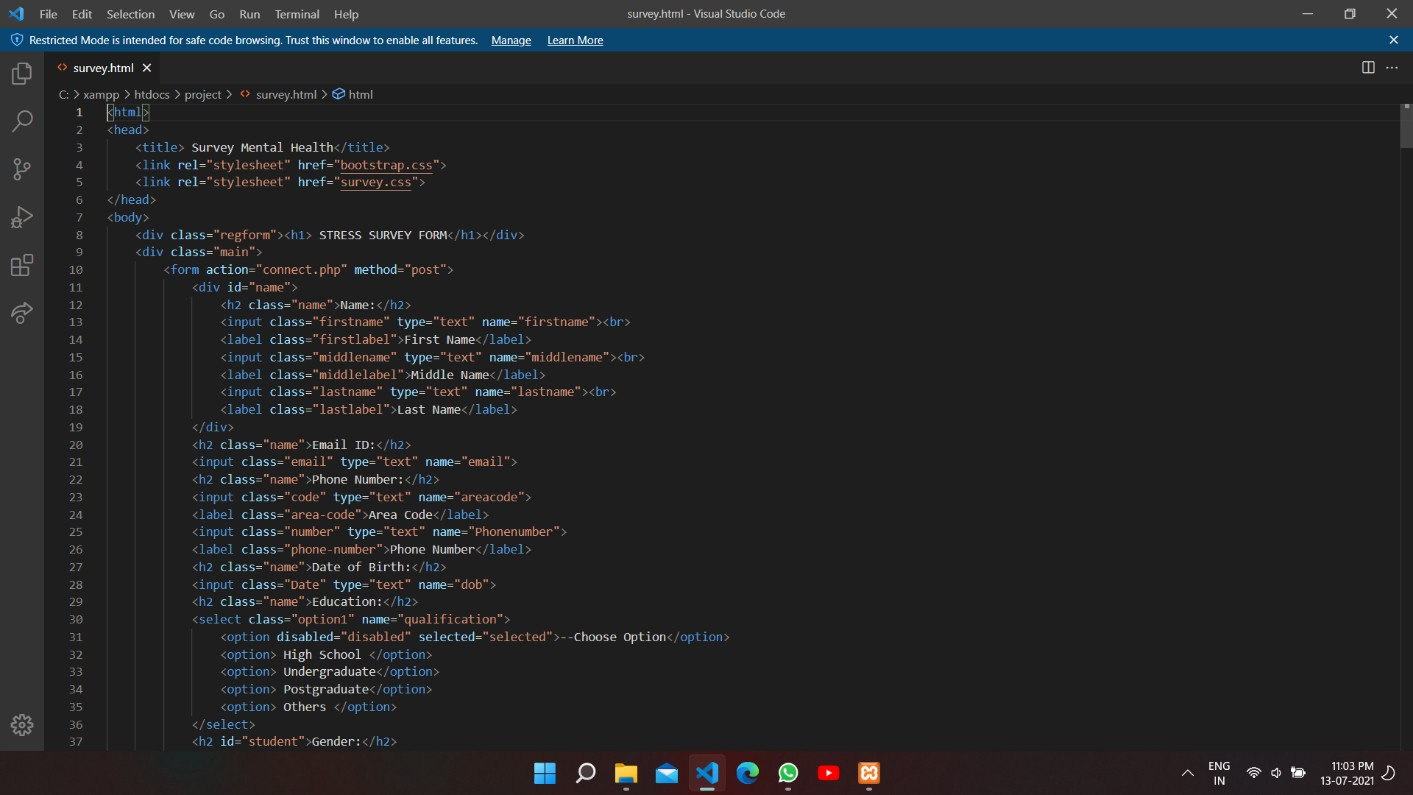 File Edit Selection View Go Run Terminal Help survey.html - Visual Studio Code
Restricted Mode is intended for safe code browsing. Trust this window to enable all features. Manage Learn More
survey.html
C: > xampp > htdocs > project > survey.html > html
1 <html>
2 <head>
3 <title> Survey Mental Health</title>
4 <link rel="stylesheet" href="bootstrap.css">
5 <link rel="stylesheet" href="survey.css">
6 </head>
7 <body>
8 <div class="regform"><h1> STRESS SURVEY FORM</h1></div>
9 <div class="main">
10 <form action="connect.php" method="post">
11 <div id="name">
12 <h2 class="name">Name:</h2>
13 <input class="firstname" type="text" name="firstname"><br>
14 <label class="firstlabel">First Name</label>
15 <input class="middlename" type="text" name="middlename"><br>
16 <label class="middlelabel">Middle Name</label>
17 <input class="lastname" type="text" name="lastname"><br>
18 <label class="lastlabel">Last Name</label>
19 </div>
20 <h2 class="name">Email ID:</h2>
21 <input class="email" type="text" name="email">
22 <h2 class="name">Phone Number:</h2>
23 <input class="code" type="text" name="areacode">
24 <label class="area-code">Area Code</label>
25 <input class="number" type="text" name="Phonenumber">
26 <label class="phone-number">Phone Number</label>
27 <h2 class="name">Date of Birth:</h2>
28 <input class="Date" type="text" name="dob">
29 <h2 class="name">Education:</h2>
30 <select class="option1" name="qualification">
31 <option disabled="disabled" selected="selected">--Choose Option</option>
32 <option> High School </option>
33 <option> Undergraduate</option>
34 <option> Postgraduate</option>
35 <option> Others </option>
36 </select>
37 <h2 id="student">Gender:</h2>
ENG 11:03 PM
IN 13-07-2021